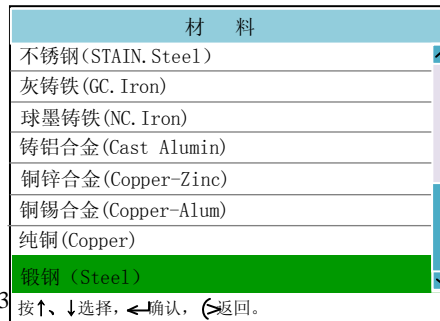 材 料
不锈钢(STAIN.Steel)
灰铸铁(GC.Iron)
球墨铸铁(NC.Iron)
铸铝合金(Cast Alumin)
铜锌合金(Copper-Zinc)
铜锡合金(Copper-Alum)
纯铜(Copper)
锻钢（Steel)
3
按↑、↓选择，←确认，返回。